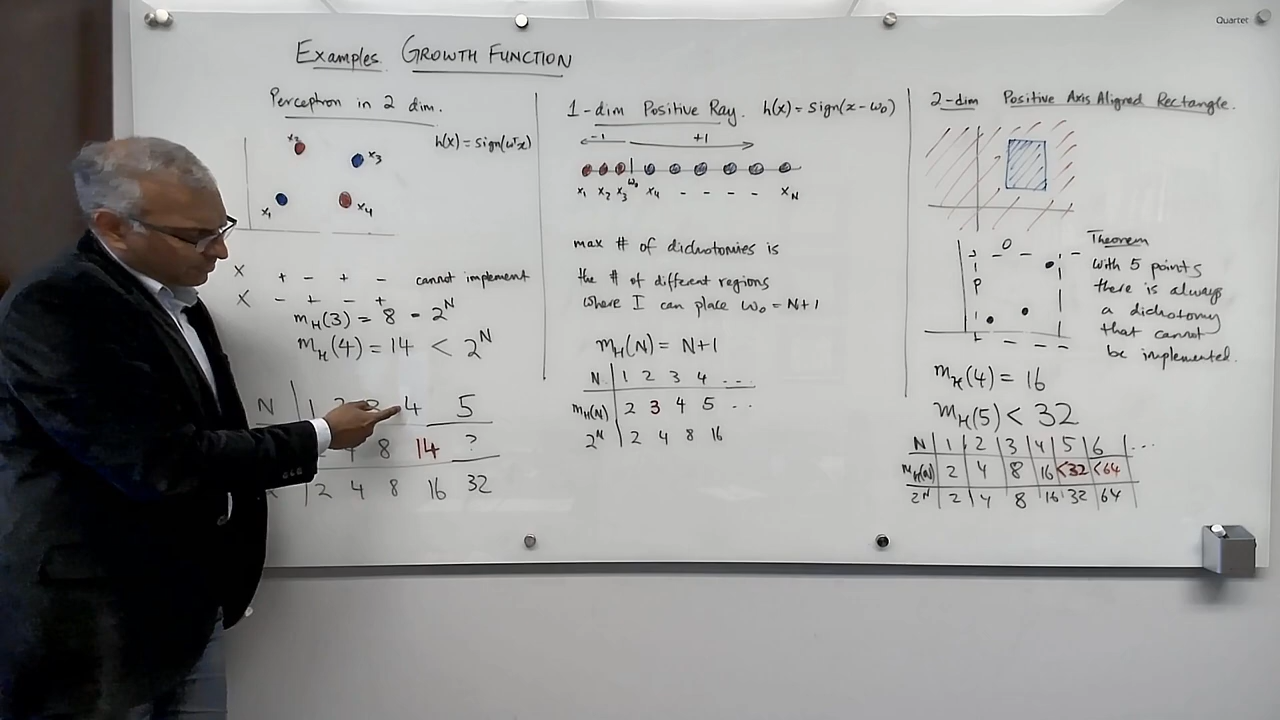 Quartet
Examples. GROWTH FUNCTION
Perceptron in 2 dim.
h(x) = sign(wᵀx)
x₂
x₃
x₁
x₄
X + - + - cannot implement
X - + - +
m_H(3) = 8 = 2^N
m_H(4) = 14 < 2^N
N 1 4 5
8 14 ?
2 4 8 16 32
1-dim Positive Ray. h(x) = sign(x - w₀)
-1 +1
w₀
x₁ x₂ x₃ x₄ - - - - x_N
max # of dichotomies is
the # of different regions
where I can place w₀ = N+1
m_H(N) = N+1
N 1 2 3 4 ...
m_H(N) 2 3 4 5 ..
2^N 2 4 8 16
2-dim Positive Axis Aligned Rectangle.
Theorem
With 5 points
there is always
a dichotomy
that cannot
be implemented.
m_H(4) = 16
m_H(5) < 32
N 1 2 3 4 5 6 ...
m_H(N) 2 4 8 16 <32 <64
2^N 2 4 8 16 32 64